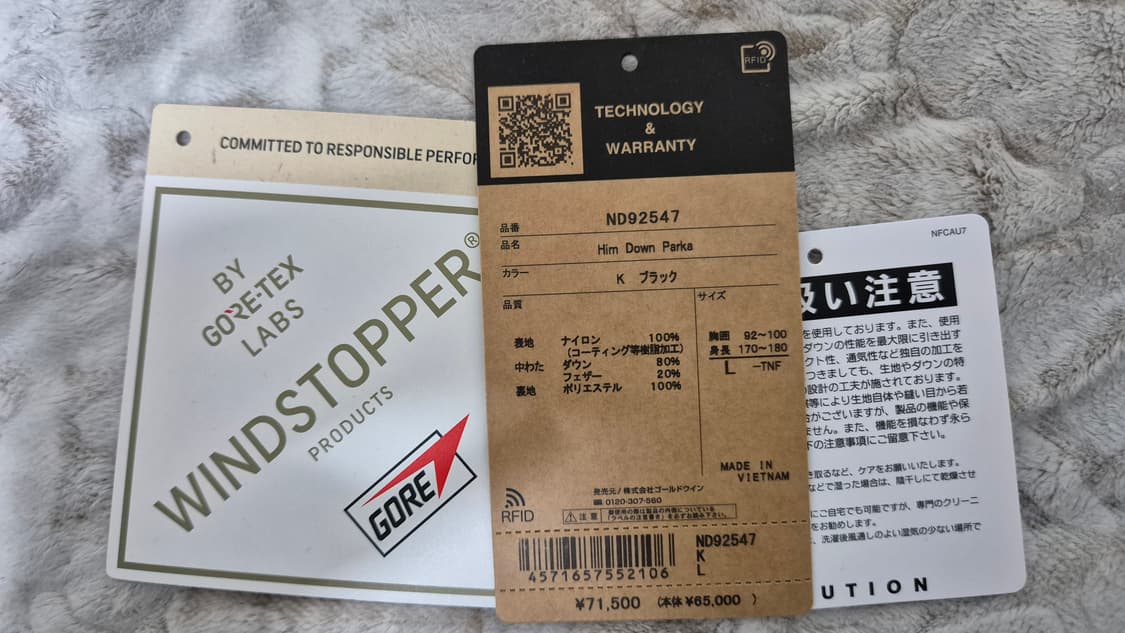 COMMITTED TO RESPONSIBLE PERFOR
BY
GORE-TEX
LABS
WINDSTOPPER®
PRODUCTS
GORE
RFID
TECHNOLOGY
&
WARRANTY
品番 ND92547
品名 Him Down Parka
カラー K ブラック
品質
表地 ナイロン 100%
(コーティング等樹脂加工)
中わた ダウン 80%
フェザー 20%
裏地 ポリエステル 100%
サイズ
胸囲 92～100
身長 170～180
L -TNF
MADE IN
VIETNAM
発売元/株式会社ゴールドウイン
0120-307-560
RFID
注意
ND92547
K
L
4571657552106
¥71,500 (本体¥65,000 )
NFCAU7
扱い注意
を使用しております。また、使用
ダウンの性能を最大限に引き出す
クト性、通気性など独自の加工を
つきましても、生地やダウンの特
設計の工夫が施されております。
等により生地自体や縫い目から若
合がございますが、製品の機能や保
ません。また、機能を損なわず永ら
下の注意事項にご留意下さい。
き取るなど、ケアをお願いいたします。
などで湿った場合は、陰干しにて乾燥させ
にご自宅でも可能ですが、専門のクリーニ
をお勧めします。
、洗濯後風通しのよい湿気の少ない場所で
UTION